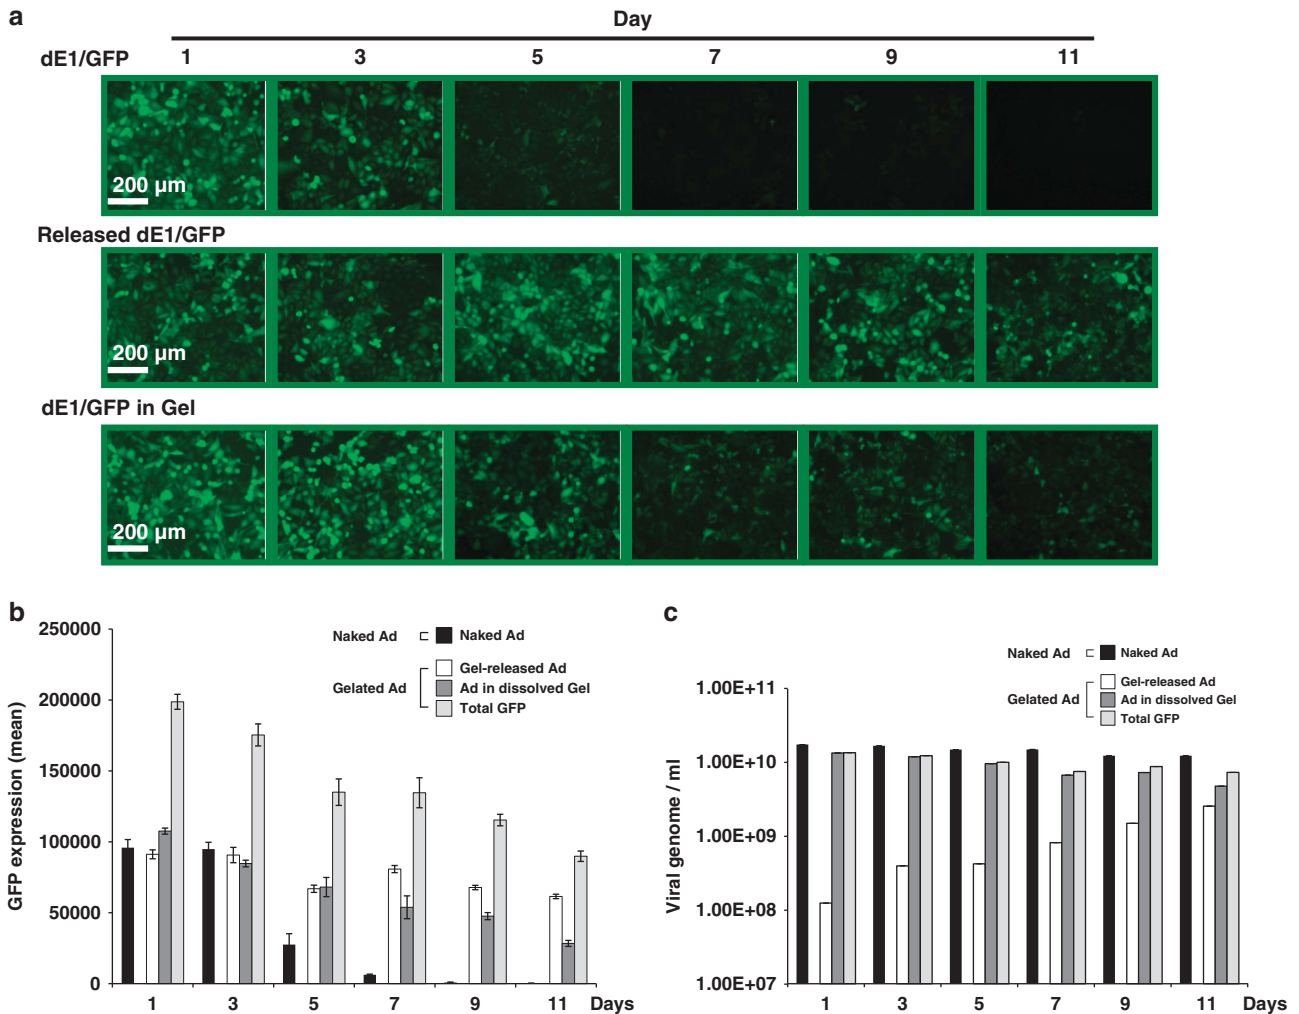 a
Day
dE1/GFP 1 3 5 7 9 11
200 µm
Released dE1/GFP
200 µm
dE1/GFP in Gel
200 µm
b
GFP expression (mean)
250000
200000
150000
100000
50000
0
Naked Ad Naked Ad
Gelated Ad
Gel-released Ad
Ad in dissolved Gel
Total GFP
1 3 5 7 9 11 Days
c
Viral genome / ml
1.00E+11
1.00E+10
1.00E+09
1.00E+08
1.00E+07
Naked Ad Naked Ad
Gelated Ad
Gel-released Ad
Ad in dissolved Gel
Total GFP
1 3 5 7 9 11 Days